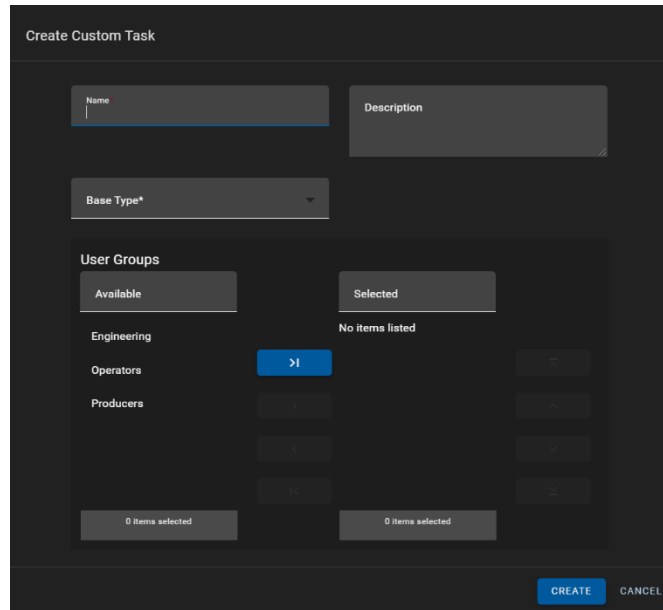 Create Custom Task
Name*
Description
Base Type*
User Groups
Available
Selected
No items listed
Engineering
Operators
Producers
>I
0 items selected
0 items selected
CREATE
CANCEL